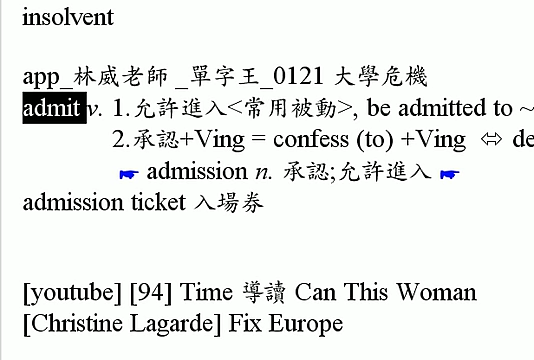 insolvent
app_林威老師 _單字王_0121 大學危機
admit v. 1.允許進入<常用被動>, be admitted to ~
2.承認+Ving = confess (to) +Ving ⇔ de
☛ admission n. 承認;允許進入 ☛
admission ticket 入場券
[youtube] [94] Time 導讀 Can This Woman
[Christine Lagarde] Fix Europe